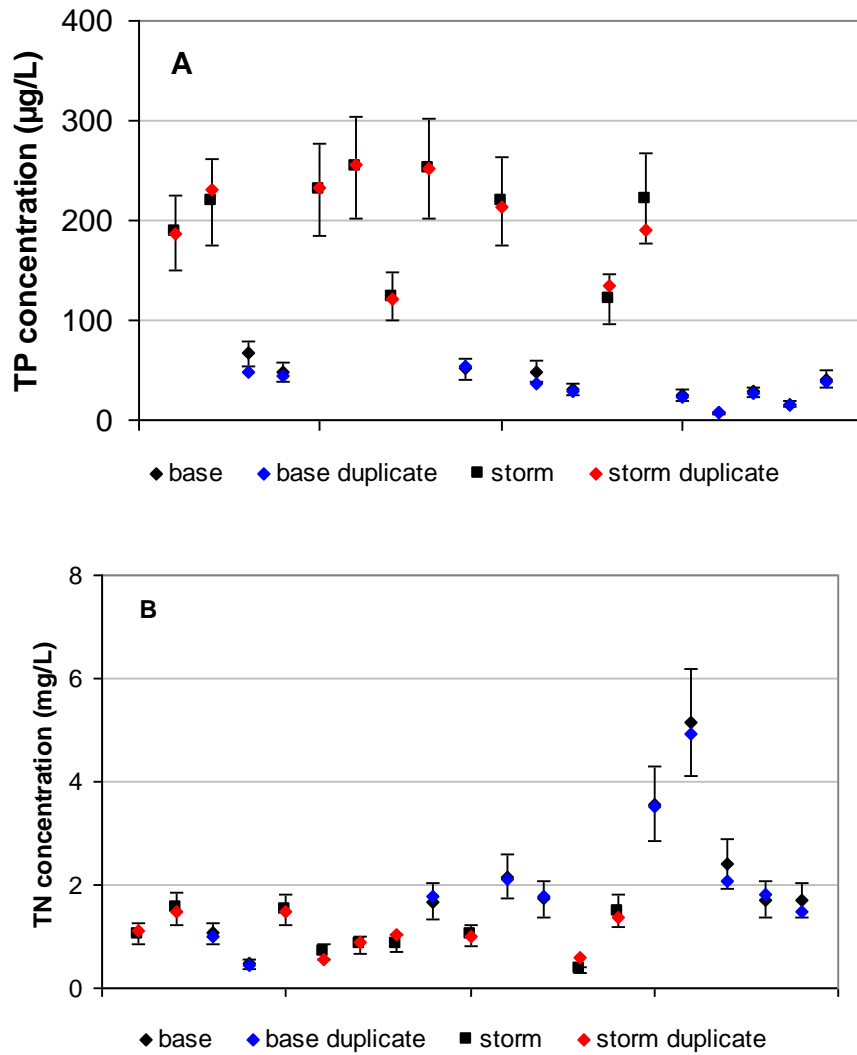 400
300
200
100
0
TP concentration (µg/L)
A
base
base duplicate
storm
storm duplicate
8
6
4
2
0
TN concentration (mg/L)
B
base
base duplicate
storm
storm duplicate